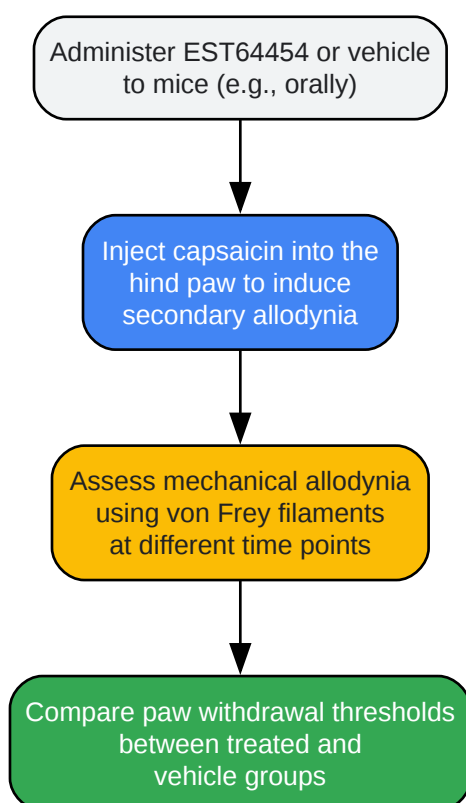 Administer EST64454 or vehicle
to mice (e.g., orally)
Inject capsaicin into the
hind paw to induce
secondary allodynia
Assess mechanical allodynia
using von Frey filaments
at different time points
Compare paw withdrawal thresholds
between treated and
vehicle groups